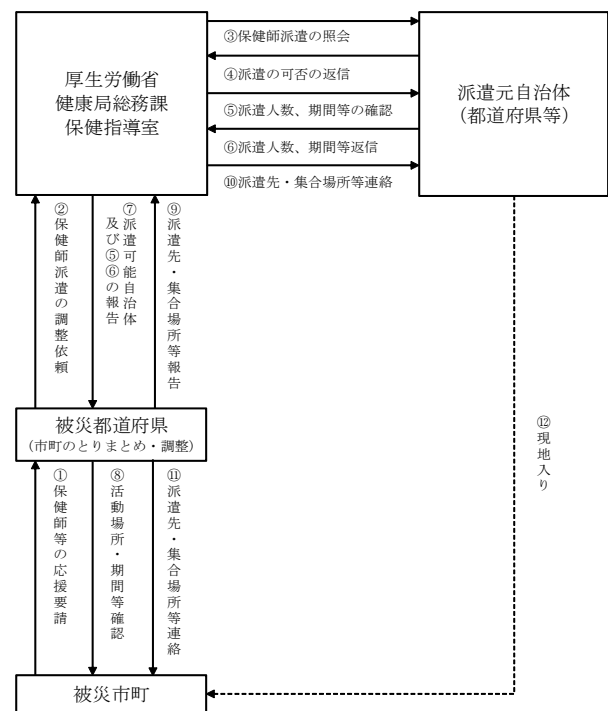 ③保健師派遣の照会
④派遣の可否の返信
⑤派遣人数、期間等の確認
⑥派遣人数、期間等返信
⑩派遣先・集合場所等連絡
厚生労働省
健康局総務課
保健指導室
派遣元自治体
（都道府県等）
②保健師派遣の調整依頼
⑦派遣可能自治体
及び⑤⑥の報告
⑨派遣先・集合場所等報告
被災都道府県
（市町のとりまとめ・調整）
⑫現地入り
①保健師等の応援要請
⑧活動場所・期間等確認
⑪派遣先・集合場所等連絡
被災市町